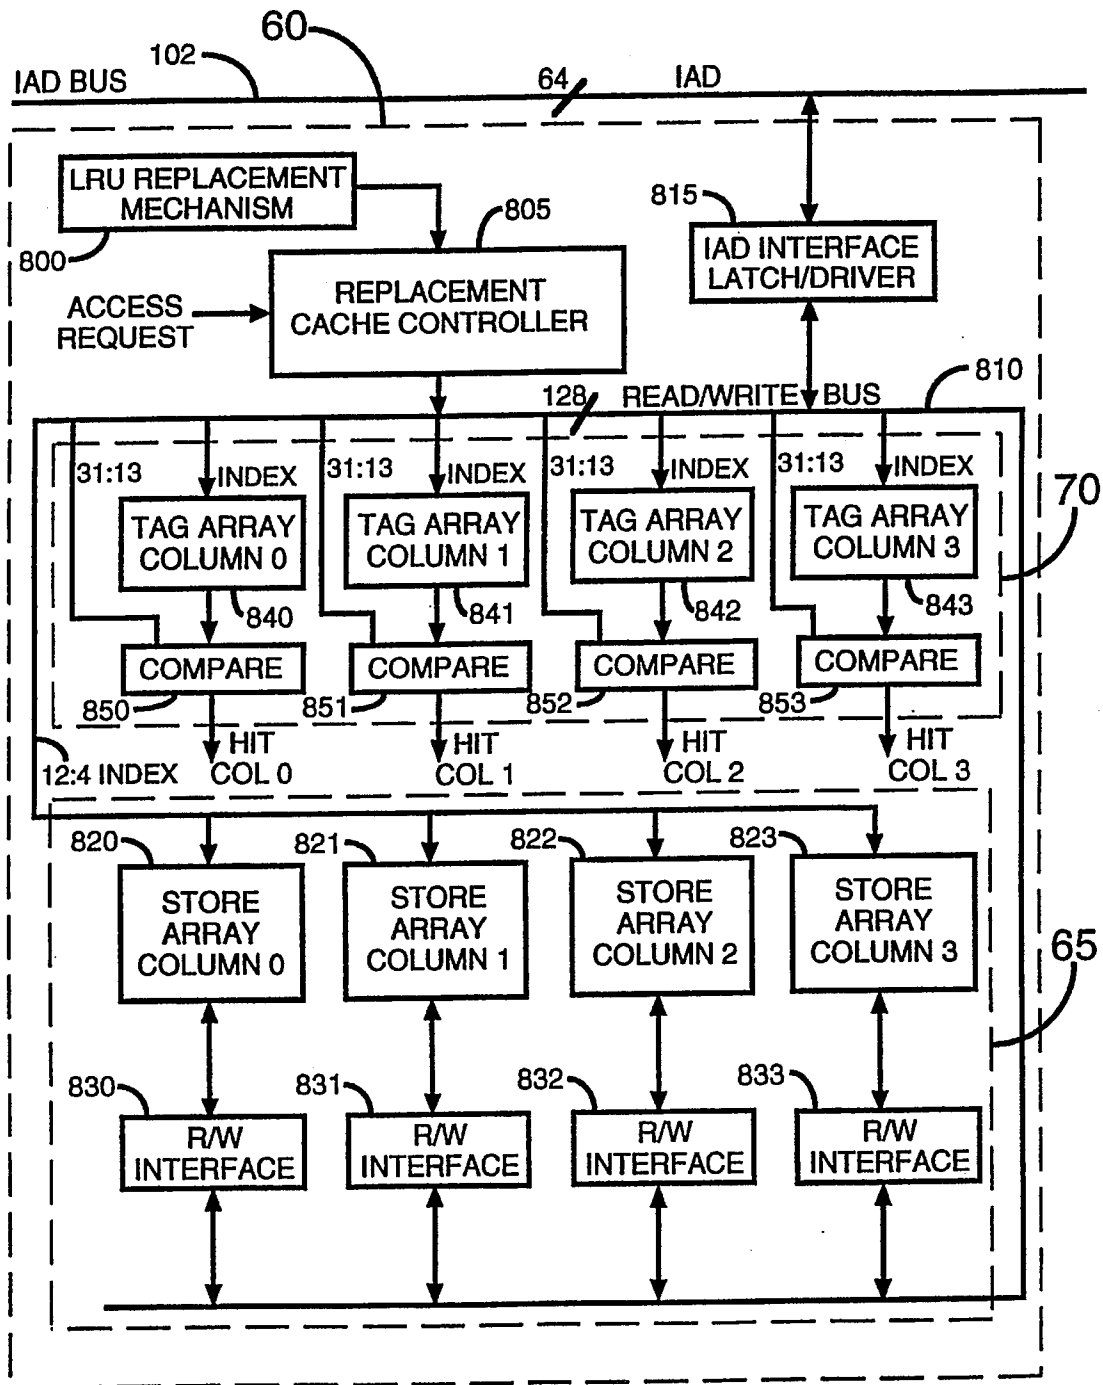 60
102
IAD BUS
64
IAD
LRU REPLACEMENT
MECHANISM
800
805
815
IAD INTERFACE
LATCH/DRIVER
ACCESS
REQUEST
REPLACEMENT
CACHE CONTROLLER
128
READ/WRITE BUS
810
31:13
INDEX
31:13
INDEX
31:13
INDEX
31:13
INDEX
70
TAG ARRAY
COLUMN 0
TAG ARRAY
COLUMN 1
TAG ARRAY
COLUMN 2
TAG ARRAY
COLUMN 3
840
841
842
843
COMPARE
COMPARE
COMPARE
COMPARE
850
851
852
853
HIT
COL 0
HIT
COL 1
HIT
COL 2
HIT
COL 3
12:4 INDEX
820
821
822
823
STORE
ARRAY
COLUMN 0
STORE
ARRAY
COLUMN 1
STORE
ARRAY
COLUMN 2
STORE
ARRAY
COLUMN 3
65
830
831
832
833
R/W
INTERFACE
R/W
INTERFACE
R/W
INTERFACE
R/W
INTERFACE